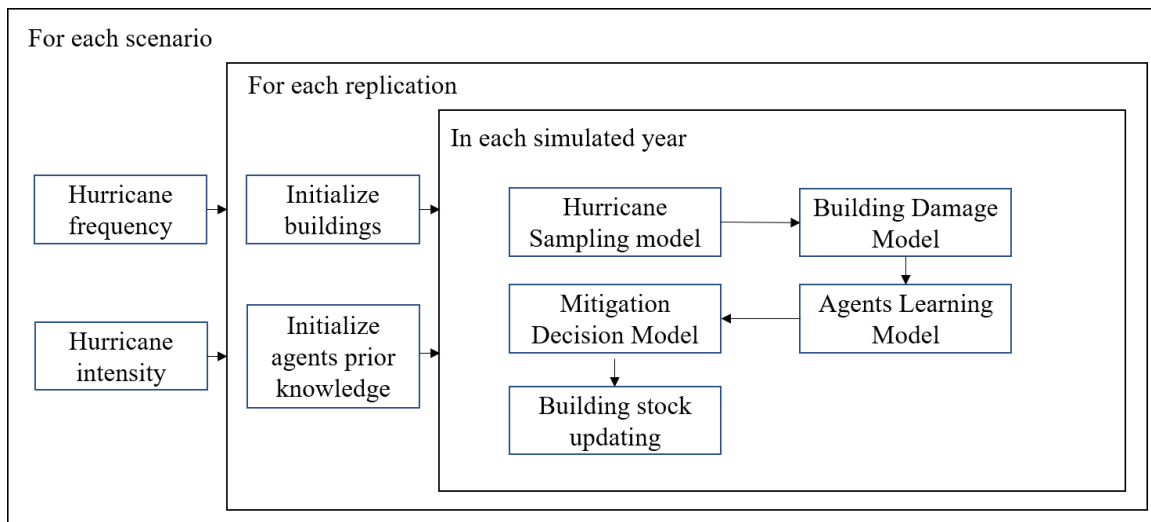 For each scenario
For each replication
In each simulated year
Hurricane
frequency
Initialize
buildings
Hurricane
Sampling model
Building Damage
Model
Hurricane
intensity
Initialize
agents prior
knowledge
Mitigation
Decision Model
Agents Learning
Model
Building stock
updating